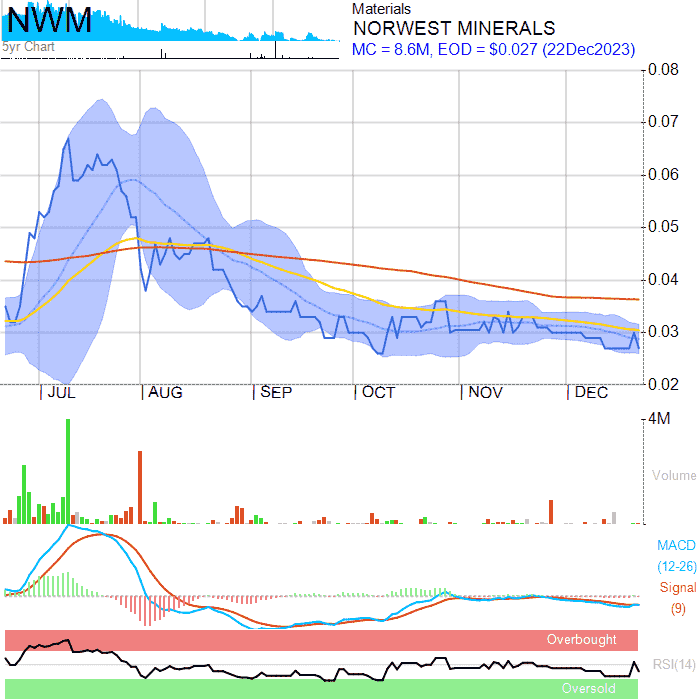 NWM
5yr Chart
Materials
NORWEST MINERALS
MC = 8.6M, EOD = $0.027 (22Dec2023)
0.08
0.07
0.06
0.05
0.04
0.03
0.02
JUL AUG SEP OCT NOV DEC
4M
Volume
MACD
(12-26)
Signal
(9)
Overbought
RSI(14)
Oversold